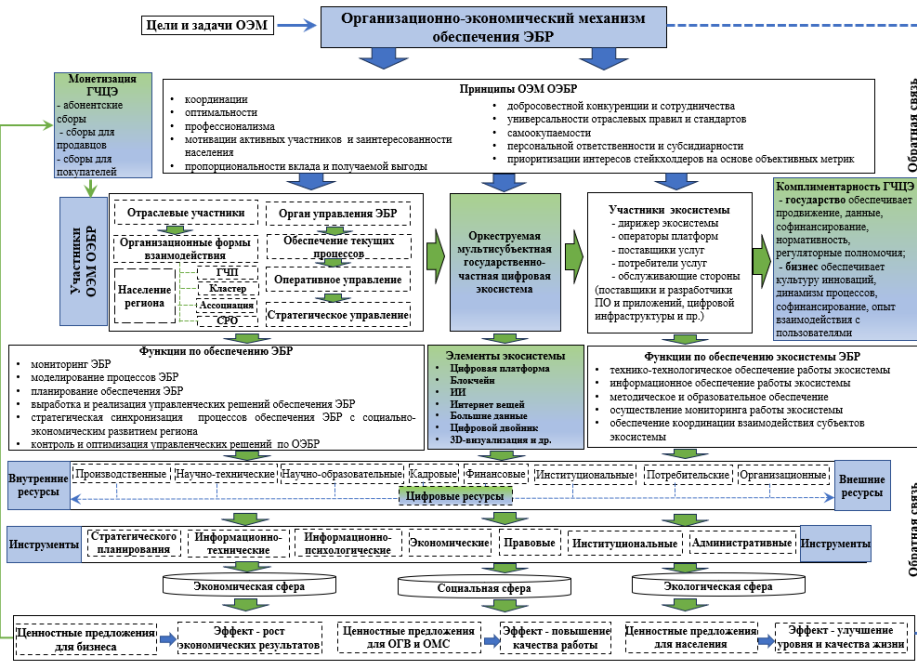 Цели и задачи ОЭМ
Организационно-экономический механизм
обеспечения ЭБР
Монетизация
ГЧЦЭ
- абонентские
сборы
- сборы для
продавцов
- сборы для
покупателей
Принципы ОЭМ ОЭБР
• координации
• оптимальности
• профессионализма
• мотивации активных участников и заинтересованности
населения
• пропорциональности вклада и получаемой выгоды
• добросовестной конкуренции и сотрудничества
• универсальности отраслевых правил и стандартов
• самоокупаемости
• персональной ответственности и субсидиарности
• приоритизации интересов стейкхолдеров на основе объективных метрик
Обратная связь
Участники
ОЭМ ОЭБР
Отраслевые участники
Организационные формы
взаимодействия
Население
региона
ГЧП
Кластер
Ассоциация
СРО
Орган управления ЭБР
Обеспечение текущих
процессов
Оперативное управление
Стратегическое управление
Оркеструемая
мультисубъектная
государственно-
частная цифровая
экосистема
Участники экосистемы
- дирижер экосистемы
- операторы платформ
- поставщики услуг
- потребители услуг
- обслуживающие стороны
(поставщики и разработчики
ПО и приложений, цифровой
инфраструктуры и пр.)
Комплиментарность ГЧЦЭ
- государство обеспечивает
продвижение, данные,
софинансирование,
нормативность,
регуляторные полномочия;
- бизнес обеспечивает
культуру инноваций,
динамизм процессов,
софинансирование, опыт
взаимодействия с
пользователями
Функции по обеспечению ЭБР
• мониторинг ЭБР
• моделирование процессов ЭБР
• планирование обеспечения ЭБР
• выработка и реализация управленческих решений обеспечения ЭБР
• стратегическая синхронизация процессов обеспечения ЭБР с социально-
экономическим развитием региона
• контроль и оптимизация управленческих решений по ОЭБР
Элементы экосистемы
• Цифровая платформа
• Блокчейн
• ИИ
• Интернет вещей
• Большие данные
• Цифровой двойник
• 3D-визуализация и др.
Функции по обеспечению экосистемы ЭБР
• технико-технологическое обеспечение работы экосистемы
• информационное обеспечение работы экосистемы
• методическое и образовательное обеспечение
• осуществление мониторинга работы экосистемы
• обеспечение координации взаимодействия субъектов
экосистемы
Внутренние
ресурсы
Производственные
Научно-технические
Научно-образовательные
Кадровые
Финансовые
Институциональные
Потребительские
Организационные
Цифровые ресурсы
Внешние
ресурсы
Обратная связь
Инструменты
Стратегического
планирования
Информационно-
технические
Информационно-
психологические
Экономические
Правовые
Институциональные
Административные
Инструменты
Экономическая сфера
Социальная сфера
Экологическая сфера
Ценностные предложения
для бизнеса
Эффект - рост
экономических результатов
Ценностные предложения
для ОГВ и ОМС
Эффект - повышение
качества работы
Ценностные предложения
для населения
Эффект - улучшение
уровня и качества жизни